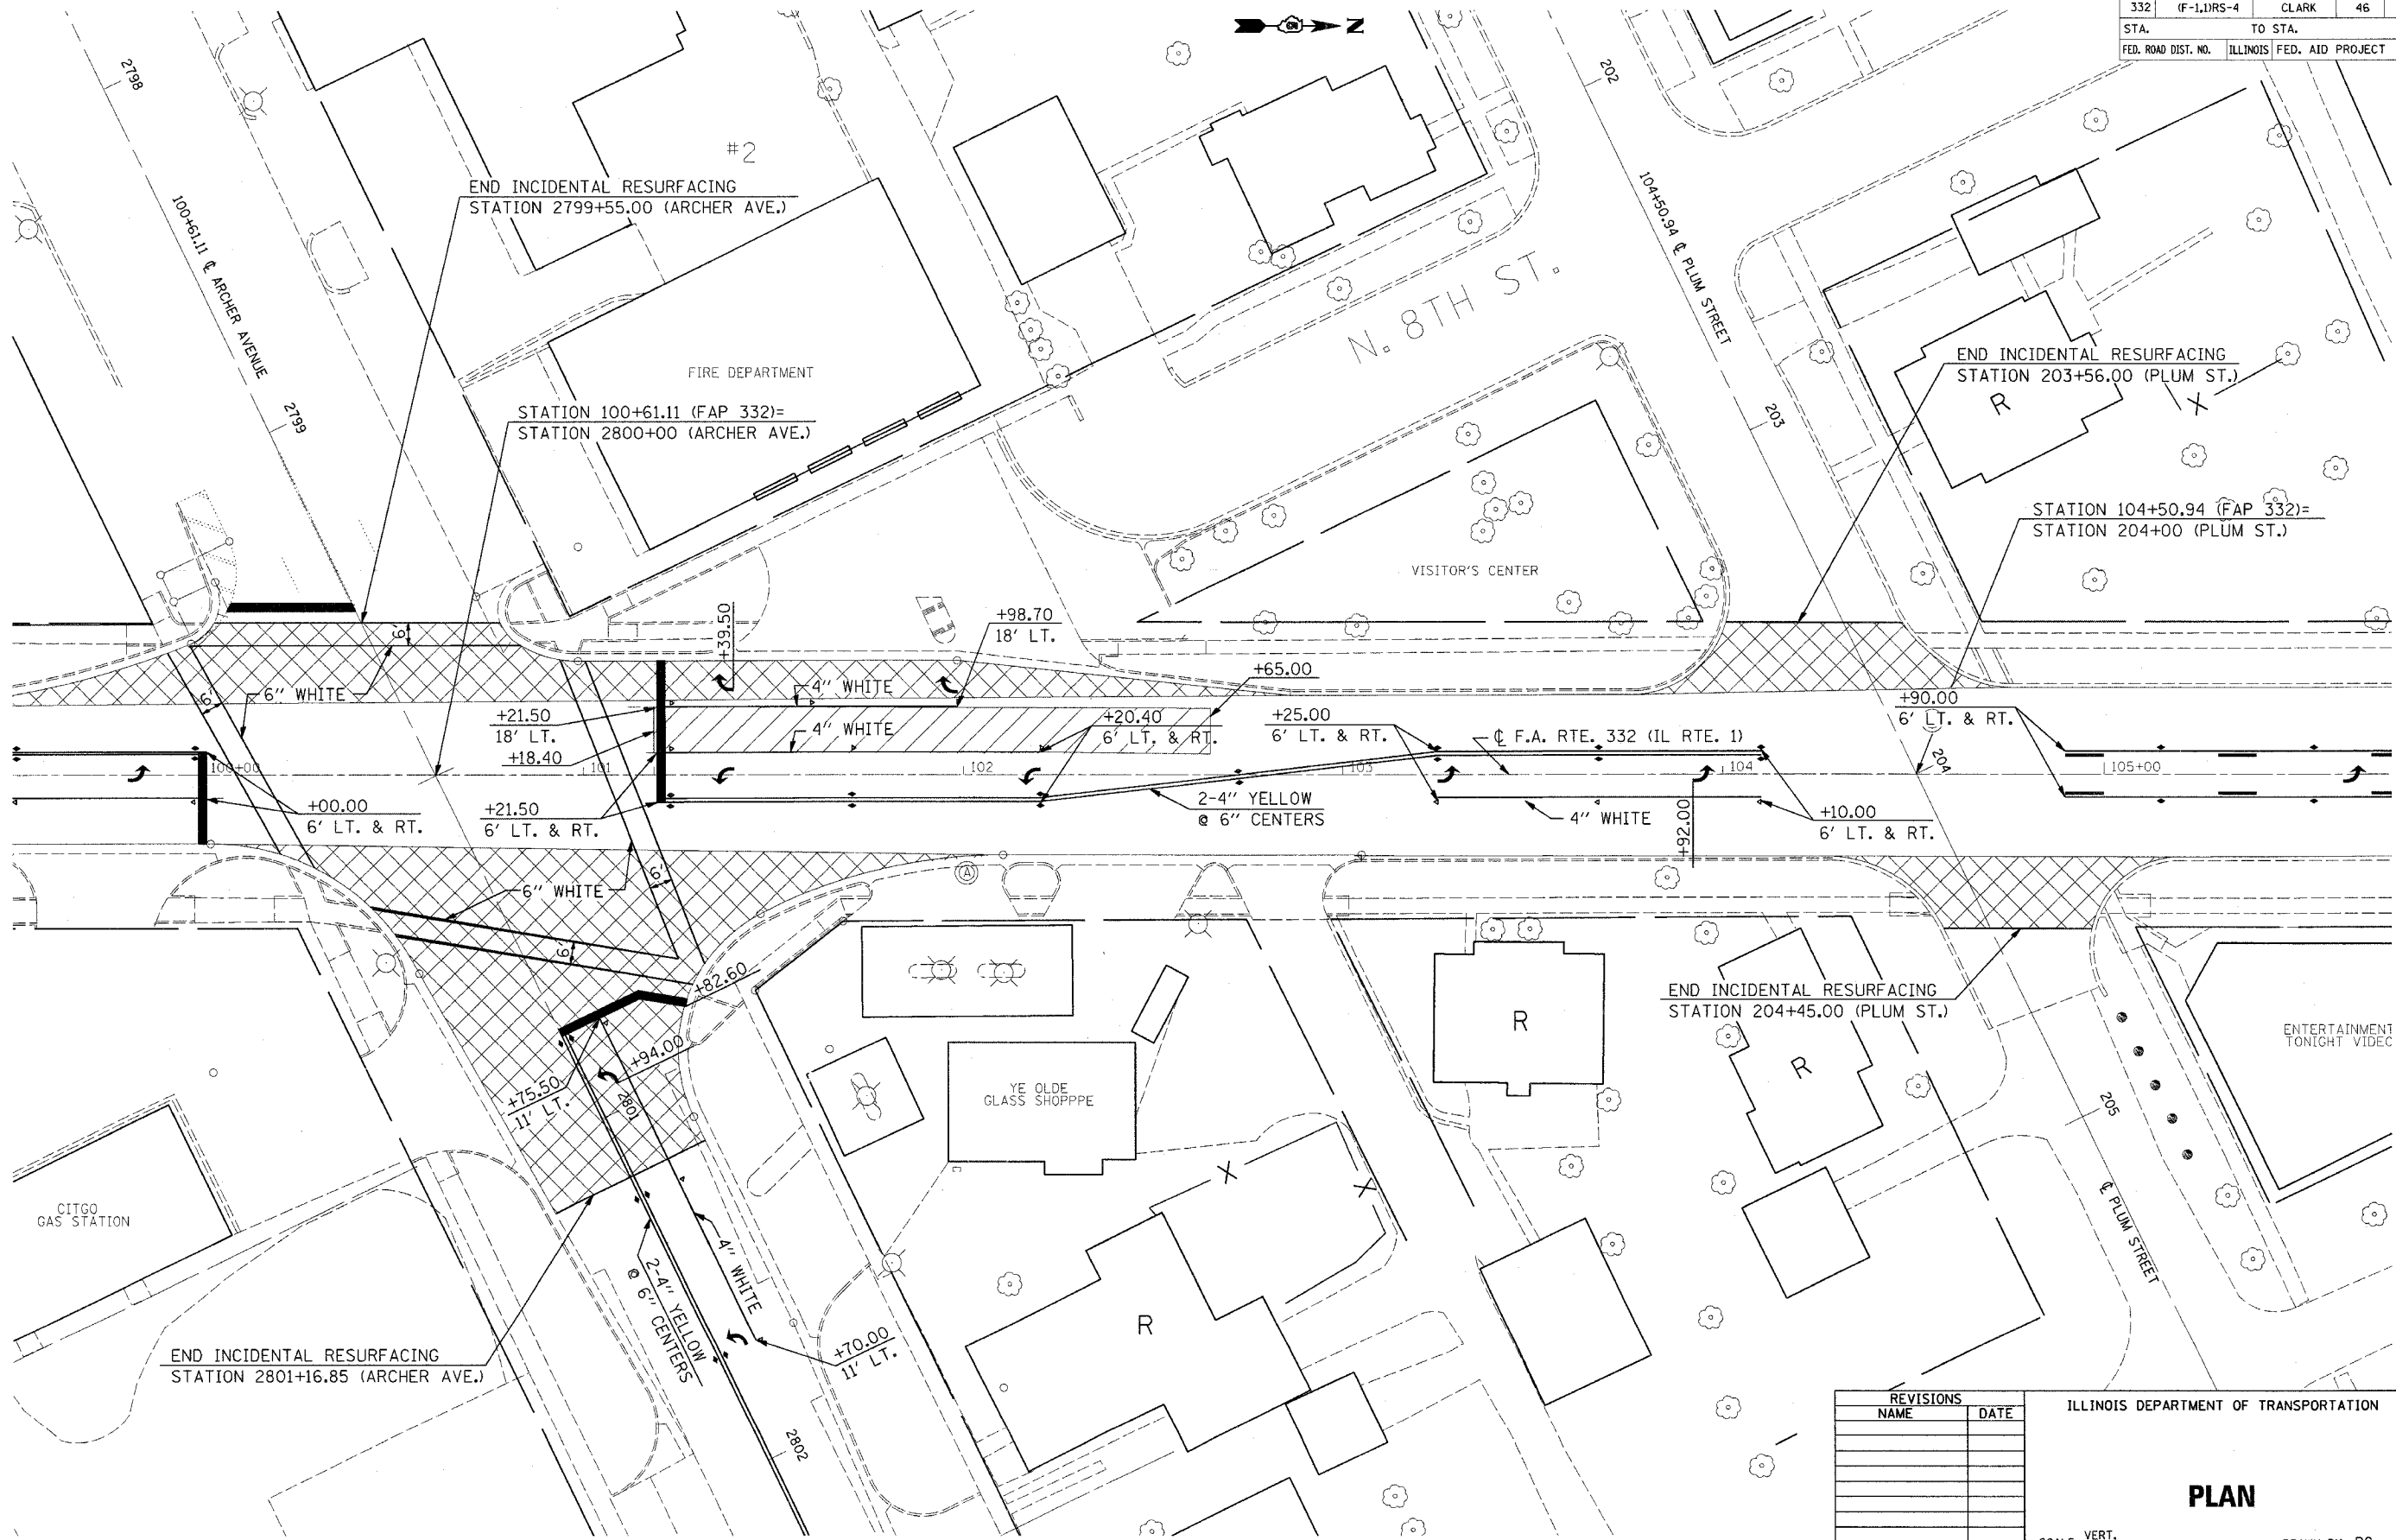 332 (F-1,1)RS-4 CLARK 46
STA. TO STA.
FED. ROAD DIST. NO. ILLINOIS FED. AID PROJECT
N
2798
202
#2
END INCIDENTAL RESURFACING
STATION 2799+55.00 (ARCHER AVE.)
100+61.11 ℄ ARCHER AVENUE
104+50.94 ℄ PLUM STREET
N. 8TH ST.
FIRE DEPARTMENT
END INCIDENTAL RESURFACING
STATION 203+56.00 (PLUM ST.)
R
X
2799
203
STATION 100+61.11 (FAP 332)=
STATION 2800+00 (ARCHER AVE.)
STATION 104+50.94 (FAP 332)=
STATION 204+00 (PLUM ST.)
VISITOR'S CENTER
+39.50
+98.70
18' LT.
6'
+65.00
6'
6" WHITE
4" WHITE
+90.00
6' LT. & RT.
+21.50
18' LT.
+18.40
4" WHITE
+20.40
6' LT. & RT.
+25.00
6' LT. & RT.
℄ F.A. RTE. 332 (IL RTE. 1)
100+00
101
102
103
104
204
105+00
+00.00
6' LT. & RT.
+21.50
6' LT. & RT.
2-4" YELLOW
@ 6" CENTERS
4" WHITE
+92.00
+10.00
6' LT. & RT.
6" WHITE
6'
A
6'
+82.60
END INCIDENTAL RESURFACING
STATION 204+45.00 (PLUM ST.)
R
R
ENTERTAINMENT
TONIGHT VIDEO
+94.00
+75.50
11' LT.
2801
YE OLDE
GLASS SHOPPPE
205
CITGO
GAS STATION
X
X
℄ PLUM STREET
4" WHITE
2-4" YELLOW
@ 6" CENTERS
R
+70.00
11' LT.
END INCIDENTAL RESURFACING
STATION 2801+16.85 (ARCHER AVE.)
2802
REVISIONS
NAME DATE
ILLINOIS DEPARTMENT OF TRANSPORTATION
PLAN
VERT.